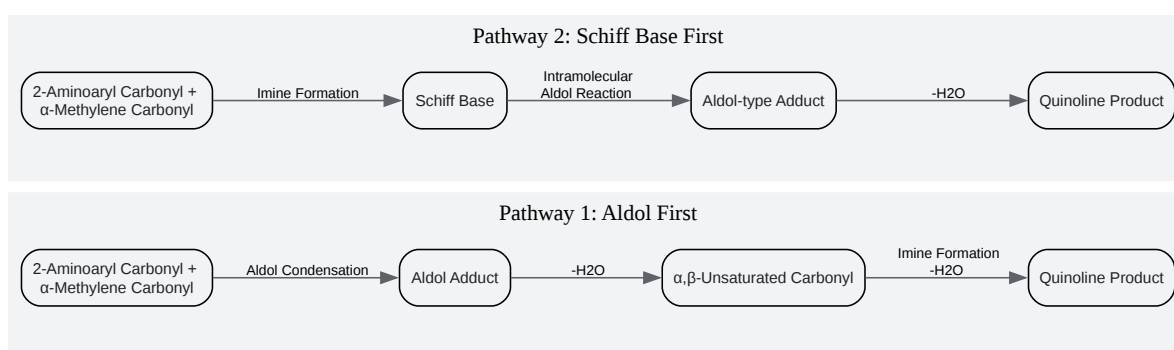 Pathway 2: Schiff Base First
2-Aminoaryl Carbonyl +
α-Methylene Carbonyl
Imine Formation
Schiff Base
Intramolecular
Aldol Reaction
Aldol-type Adduct
-H2O
Quinoline Product
Pathway 1: Aldol First
2-Aminoaryl Carbonyl +
α-Methylene Carbonyl
Aldol Condensation
Aldol Adduct
-H2O
α,β-Unsaturated Carbonyl
Imine Formation
-H2O
Quinoline Product